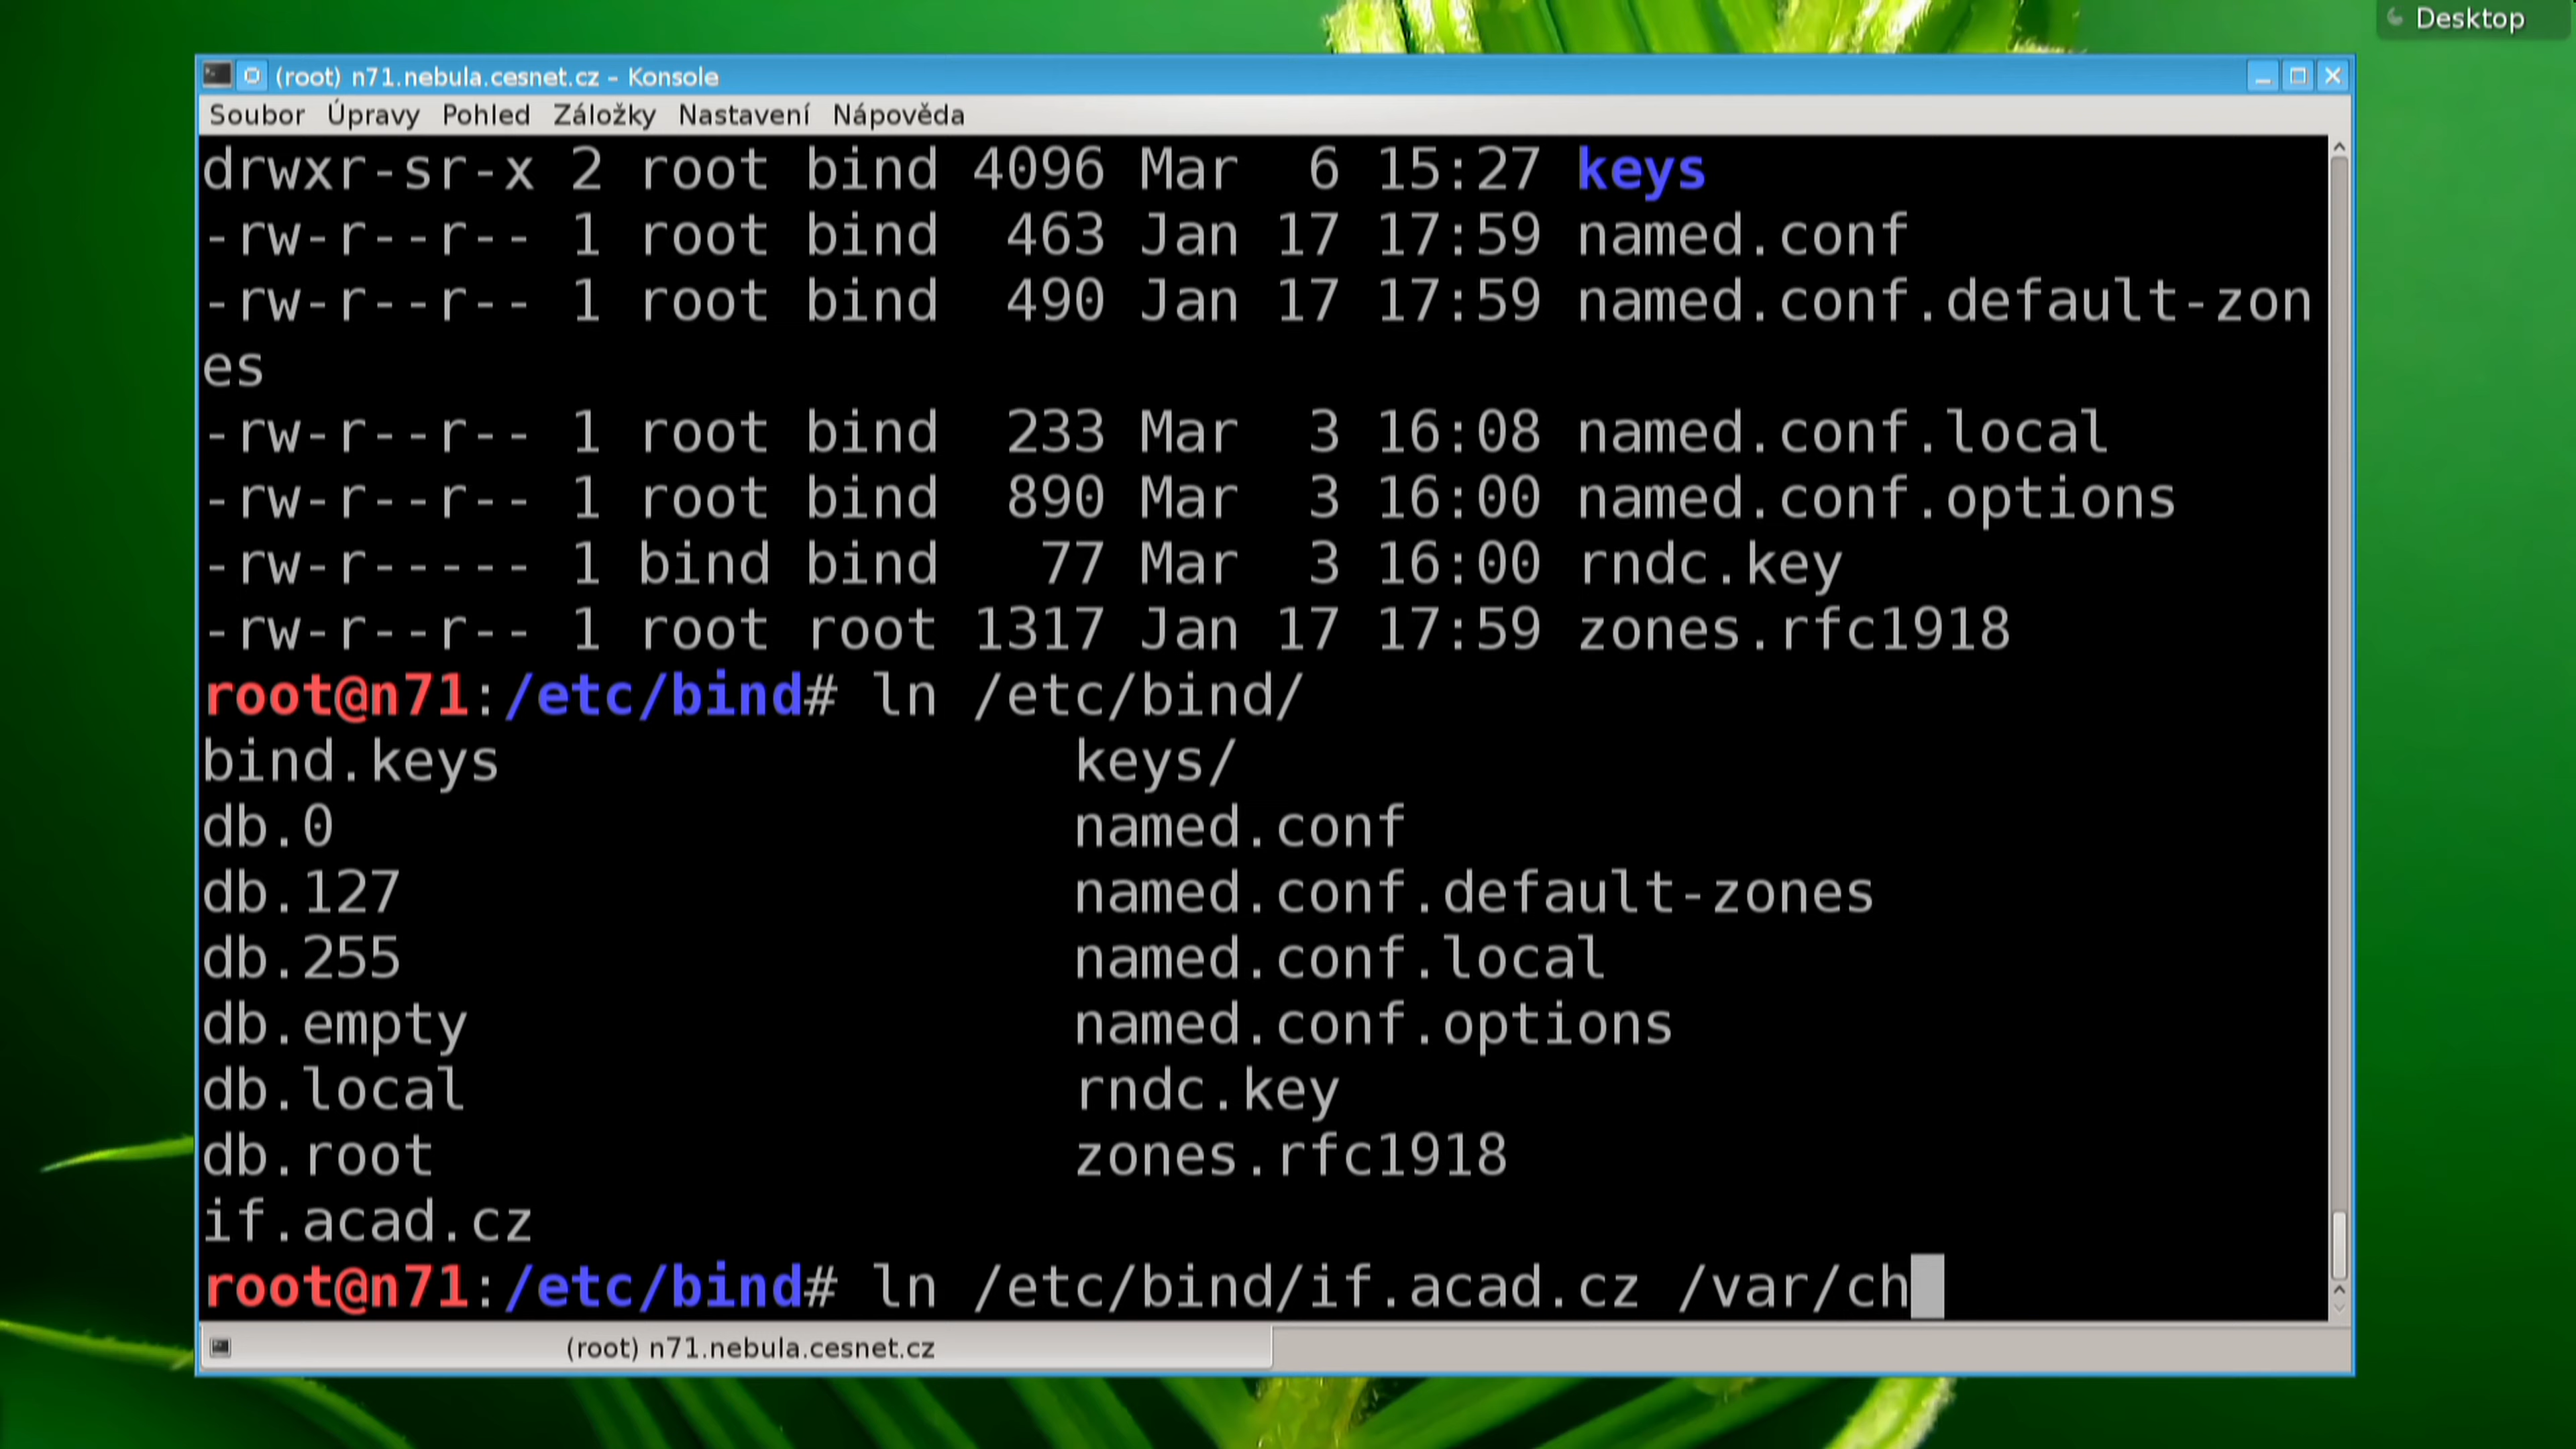 Desktop
(root) n71.nebula.cesnet.cz – Konsole
Soubor Úpravy Pohled Záložky Nastavení Nápověda
drwxr-sr-x 2 root bind 4096 Mar  6 15:27 keys
-rw-r--r-- 1 root bind  463 Jan 17 17:59 named.conf
-rw-r--r-- 1 root bind  490 Jan 17 17:59 named.conf.default-zon
es
-rw-r--r-- 1 root bind  233 Mar  3 16:08 named.conf.local
-rw-r--r-- 1 root bind  890 Mar  3 16:00 named.conf.options
-rw-r----- 1 bind bind   77 Mar  3 16:00 rndc.key
-rw-r--r-- 1 root root 1317 Jan 17 17:59 zones.rfc1918
root@n71:/etc/bind# ln /etc/bind/
bind.keys keys/
db.0 named.conf
db.127 named.conf.default-zones
db.255 named.conf.local
db.empty named.conf.options
db.local rndc.key
db.root zones.rfc1918
if.acad.cz
root@n71:/etc/bind# ln /etc/bind/if.acad.cz /var/ch
(root) n71.nebula.cesnet.cz